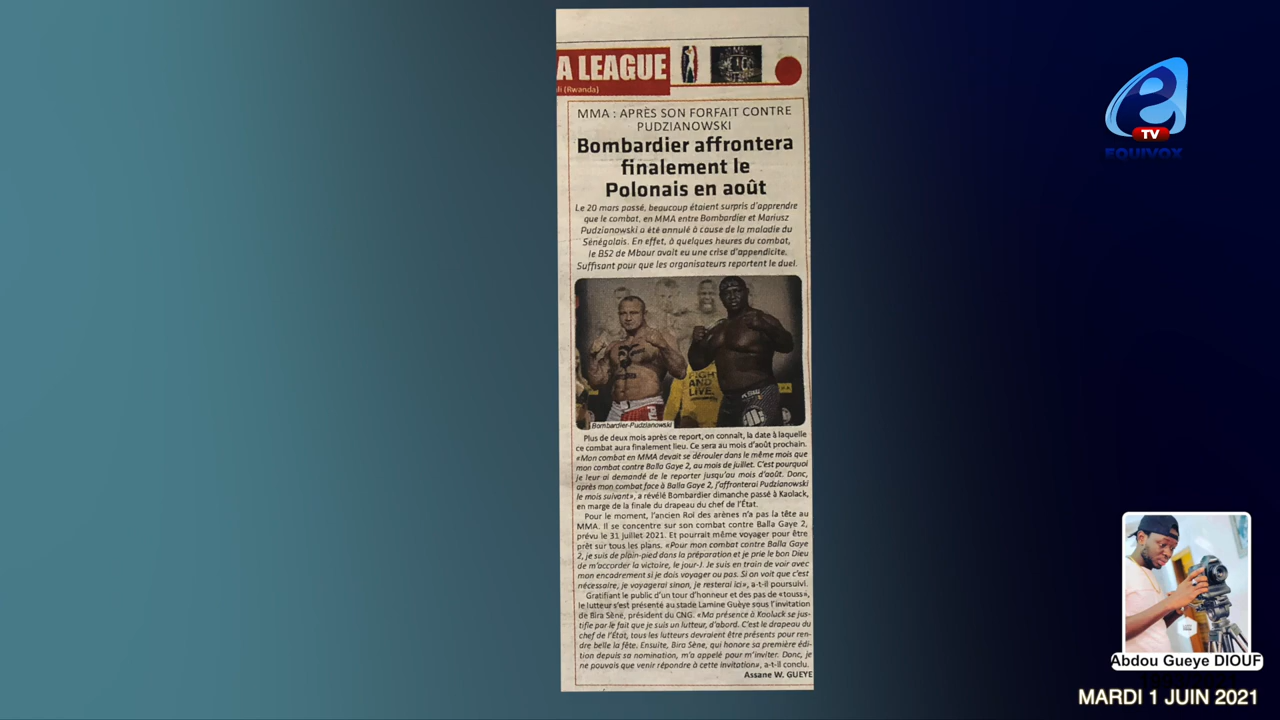 A LEAGUE
li (Rwanda)
MMA : APRÈS SON FORFAIT CONTRE
PUDZIANOWSKI
Bombardier affrontera
finalement le
Polonais en août
Le 20 mars passé, beaucoup étaient surpris d'apprendre
que le combat, en MMA entre Bombardier et Mariusz
Pudzianowski a été annulé à cause de la maladie du
Sénégalais. En effet, à quelques heures du combat,
le B52 de Mbour avait eu une crise d'appendicite.
Suffisant pour que les organisateurs reportent le duel.
FIGHT
AND
LIVE.
Bombardier-Pudzianowski
Plus de deux mois après ce report, on connaît, la date à laquelle
ce combat aura finalement lieu. Ce sera au mois d'août prochain.
«Mon combat en MMA devait se dérouler dans le même mois que
mon combat contre Balla Gaye 2, au mois de juillet. C'est pourquoi
je leur ai demandé de le reporter jusqu'au mois d'août. Donc,
après mon combat face à Balla Gaye 2, j'affronterai Pudzianowski
le mois suivant», a révélé Bombardier dimanche passé à Kaolack,
en marge de la finale du drapeau du chef de l'État.
Pour le moment, l'ancien Roi des arènes n'a pas la tête au
MMA. Il se concentre sur son combat contre Balla Gaye 2,
prévu le 31 juillet 2021. Et pourrait même voyager pour être
prêt sur tous les plans. «Pour mon combat contre Balla Gaye
2, je suis de plain-pied dans la préparation et je prie le bon Dieu
de m'accorder la victoire, le jour-J. Je suis en train de voir avec
mon encadrement si je dois voyager ou pas. Si on voit que c'est
nécessaire, je voyagerai sinon, je resterai ici», a-t-il poursuivi.
Gratifiant le public d'un tour d'honneur et des pas de «touss»,
le lutteur s'est présenté au stade Lamine Guèye sous l'invitation
de Bira Sène, président du CNG. «Ma présence à Kaolack se jus-
tifie par le fait que je suis un lutteur, d'abord. C'est le drapeau du
chef de l'État, tous les lutteurs devraient être présents pour ren-
dre belle la fête. Ensuite, Bira Sène, qui honore sa première édi-
tion depuis sa nomination, m'a appelé pour m'inviter. Donc, je
ne pouvais que venir répondre à cette invitation», a-t-il conclu.
Assane W. GUEYE
e
TV
EQUIVOX
Abdou Gueye DIOUF
MARDI 1 JUIN 2021